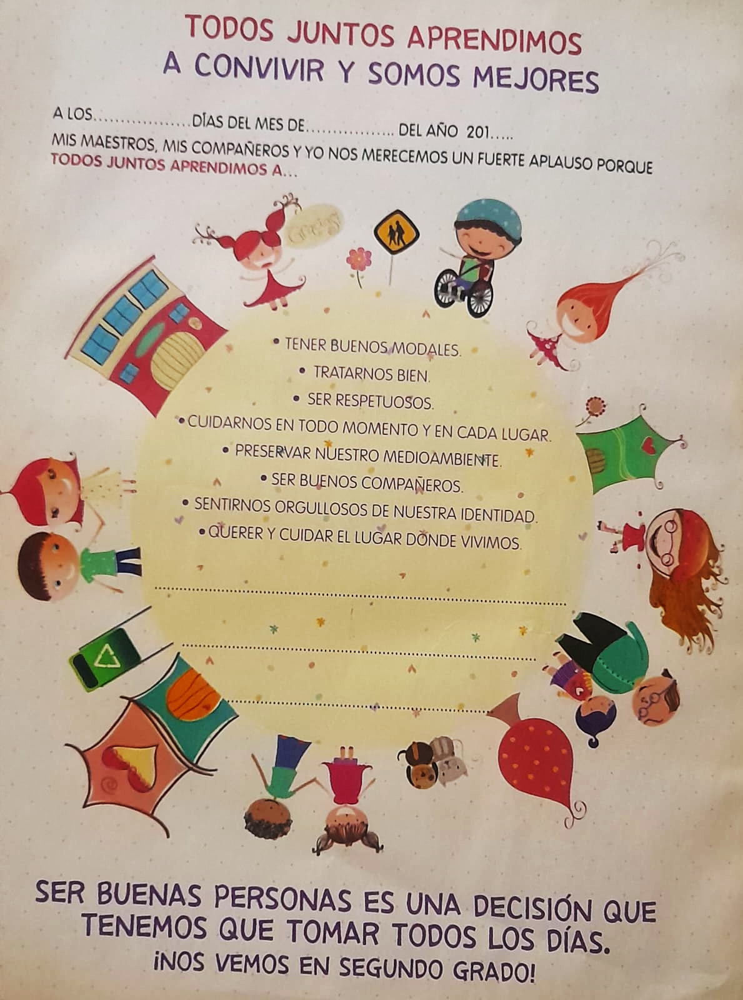 TODOS JUNTOS APRENDIMOS
A CONVIVIR Y SOMOS MEJORES
A LOS.................. DÍAS DEL MES DE................. DEL AÑO 201.....
MIS MAESTROS, MIS COMPAÑEROS Y YO NOS MERECEMOS UN FUERTE APLAUSO PORQUE
TODOS JUNTOS APRENDIMOS A...
Gracias!
• TENER BUENOS MODALES.
• TRATARNOS BIEN.
• SER RESPETUOSOS.
• CUIDARNOS EN TODO MOMENTO Y EN CADA LUGAR.
• PRESERVAR NUESTRO MEDIOAMBIENTE.
• SER BUENOS COMPAÑEROS.
• SENTIRNOS ORGULLOSOS DE NUESTRA IDENTIDAD.
• QUERER Y CUIDAR EL LUGAR DONDE VIVIMOS.
SER BUENAS PERSONAS ES UNA DECISIÓN QUE
TENEMOS QUE TOMAR TODOS LOS DÍAS.
¡NOS VEMOS EN SEGUNDO GRADO!